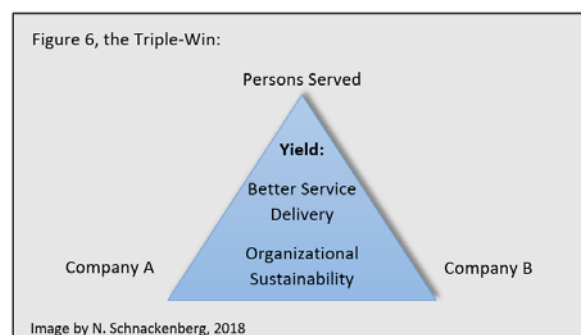 Figure 6, the Triple-Win:
Persons Served
Yield:
Better Service
Delivery
Organizational
Sustainability
Company A
Company B
Image by N. Schnackenberg, 2018